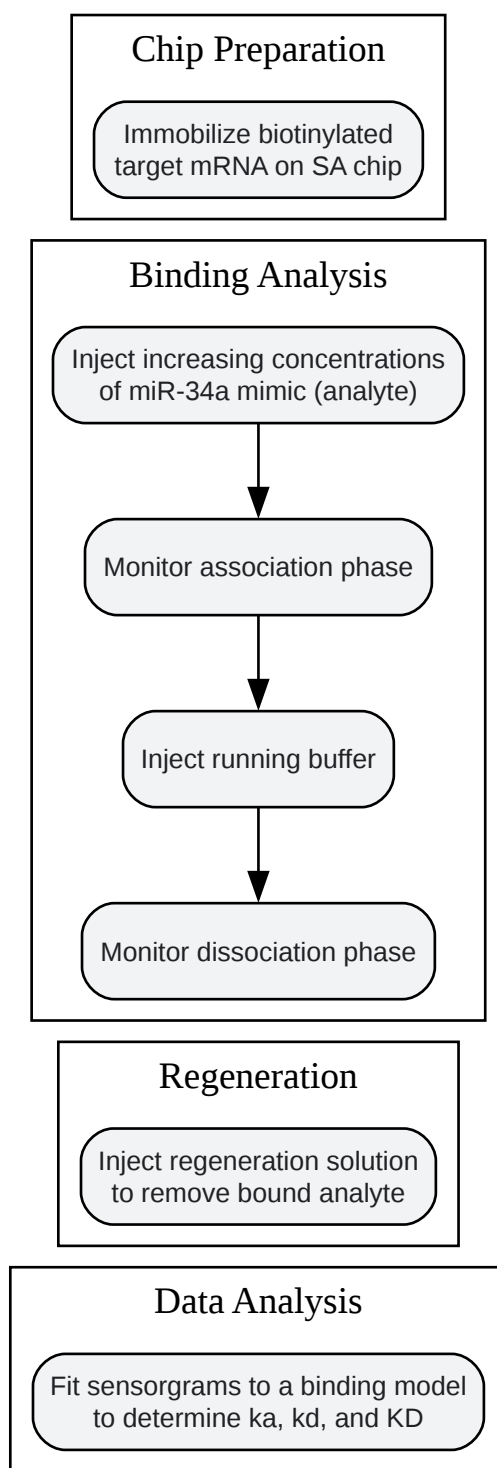 Chip Preparation
Immobilize biotinylated
target mRNA on SA chip
Binding Analysis
Inject increasing concentrations
of miR-34a mimic (analyte)
Monitor association phase
Inject running buffer
Monitor dissociation phase
Regeneration
Inject regeneration solution
to remove bound analyte
Data Analysis
Fit sensorgrams to a binding model
to determine ka, kd, and KD